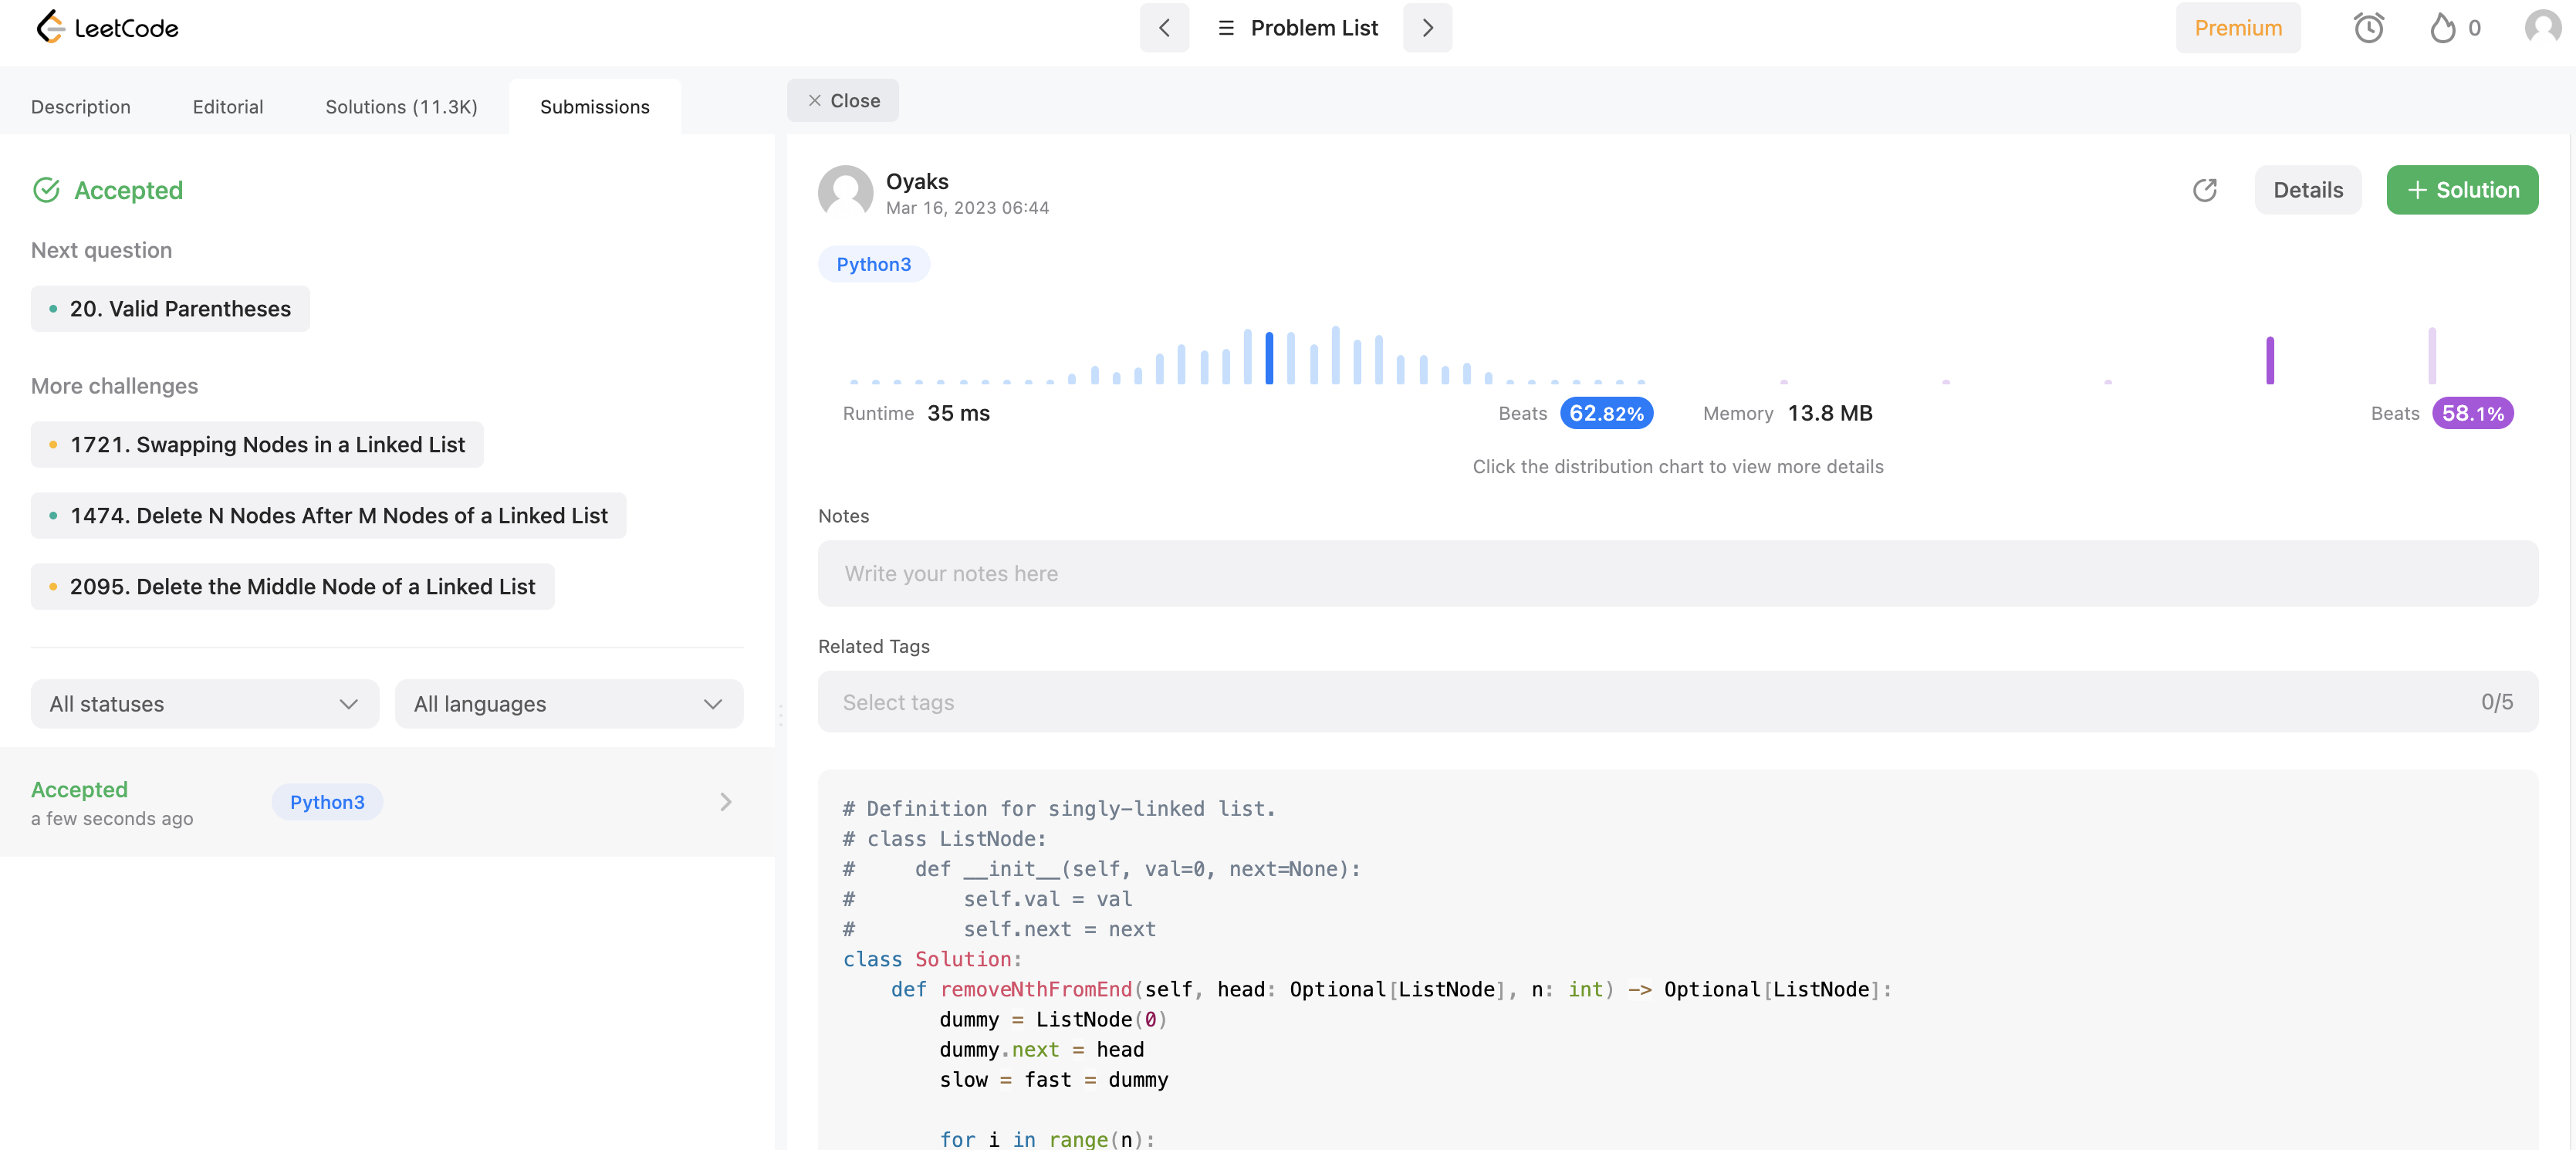 LeetCode
Problem List
Premium
0
Description
Editorial
Solutions (11.3K)
Submissions
Close
Accepted
Next question
20. Valid Parentheses
More challenges
1721. Swapping Nodes in a Linked List
1474. Delete N Nodes After M Nodes of a Linked List
2095. Delete the Middle Node of a Linked List
All statuses
All languages
Accepted
a few seconds ago
Python3
Oyaks
Mar 16, 2023 06:44
Details
+ Solution
Python3
Runtime 35 ms
Beats 62.82%
Memory 13.8 MB
Beats 58.1%
Click the distribution chart to view more details
Notes
Write your notes here
Related Tags
Select tags
0/5
# Definition for singly-linked list.
# class ListNode:
#     def __init__(self, val=0, next=None):
#         self.val = val
#         self.next = next
class Solution:
    def removeNthFromEnd(self, head: Optional[ListNode], n: int) -> Optional[ListNode]:
        dummy = ListNode(0)
        dummy.next = head
        slow = fast = dummy
        for i in range(n):